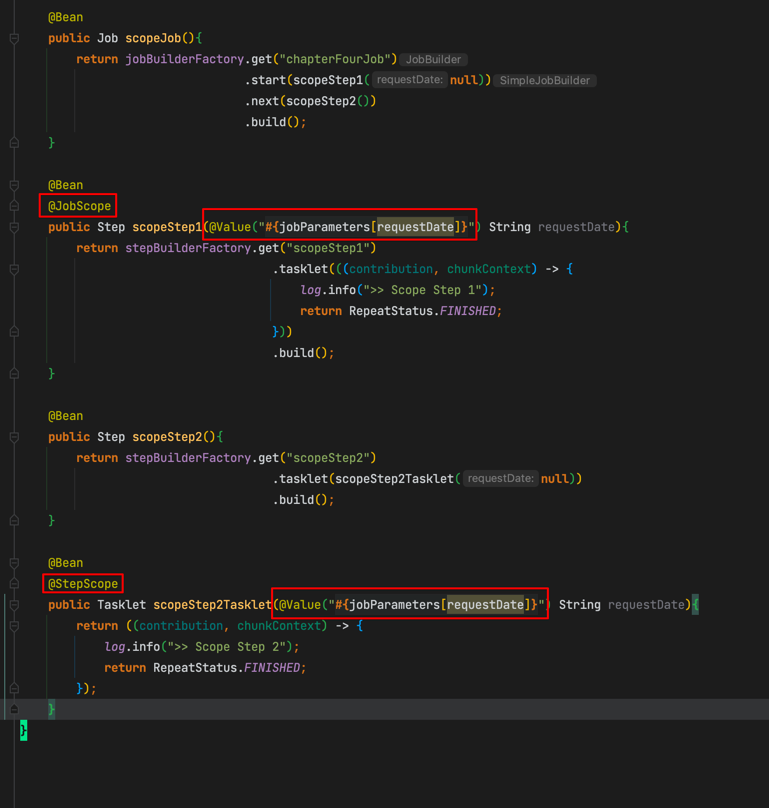 @Bean
public Job scopeJob(){
return jobBuilderFactory.get("chapterFourJob") JobBuilder
.start(scopeStep1( requestDate: null)) SimpleJobBuilder
.next(scopeStep2())
.build();
}
@Bean
@JobScope
public Step scopeStep1(@Value("#{jobParameters[requestDate]}") String requestDate){
return stepBuilderFactory.get("scopeStep1")
.tasklet(((contribution, chunkContext) -> {
log.info(">> Scope Step 1");
return RepeatStatus.FINISHED;
}))
.build();
}
@Bean
public Step scopeStep2(){
return stepBuilderFactory.get("scopeStep2")
.tasklet(scopeStep2Tasklet( requestDate: null))
.build();
}
@Bean
@StepScope
public Tasklet scopeStep2Tasklet(@Value("#{jobParameters[requestDate]}") String requestDate){
return ((contribution, chunkContext) -> {
log.info(">> Scope Step 2");
return RepeatStatus.FINISHED;
});
}
}